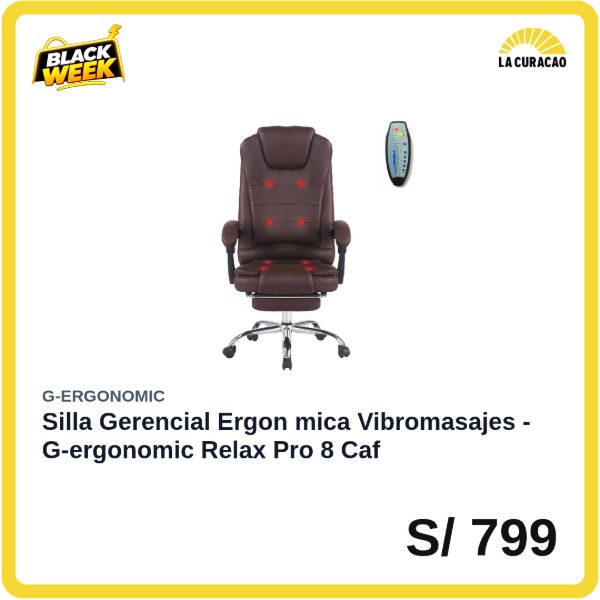 BLACK
WEEK
LA CURACAO
G-ERGONOMIC
Silla Gerencial Ergon mica Vibromasajes -
G-ergonomic Relax Pro 8 Caf
S/ 799